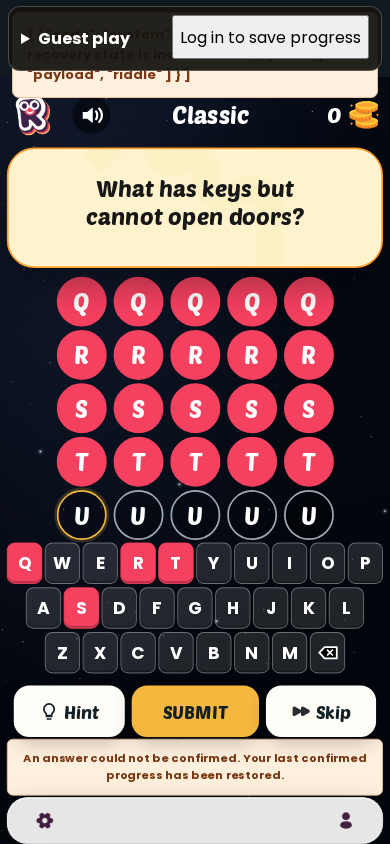 Guest play
Log in to save progress
"payload", "riddle" ] } ]
Classic
0
What has keys but
cannot open doors?
Q Q Q Q Q
R R R R R
S S S S S
T T T T T
U U U U U
Q W E R T Y U I O P
A S D F G H J K L
Z X C V B N M
Hint
SUBMIT
Skip
An answer could not be confirmed. Your last confirmed
progress has been restored.